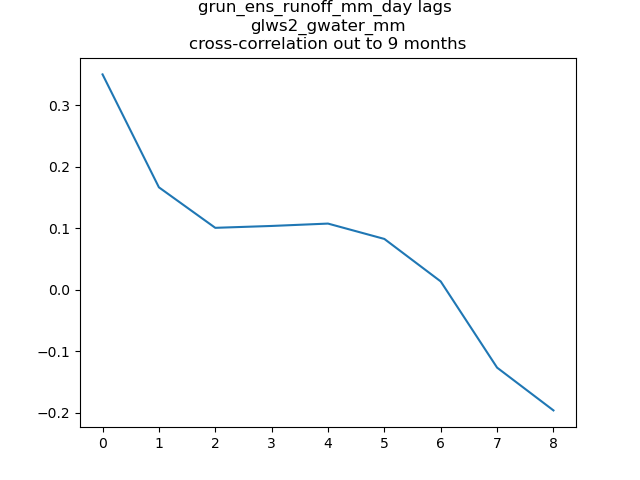 grun_ens_runoff_mm_day lags
glws2_gwater_mm
cross-correlation out to 9 months
0.3
0.2
0.1
0.0
−0.1
−0.2
0 1 2 3 4 5 6 7 8